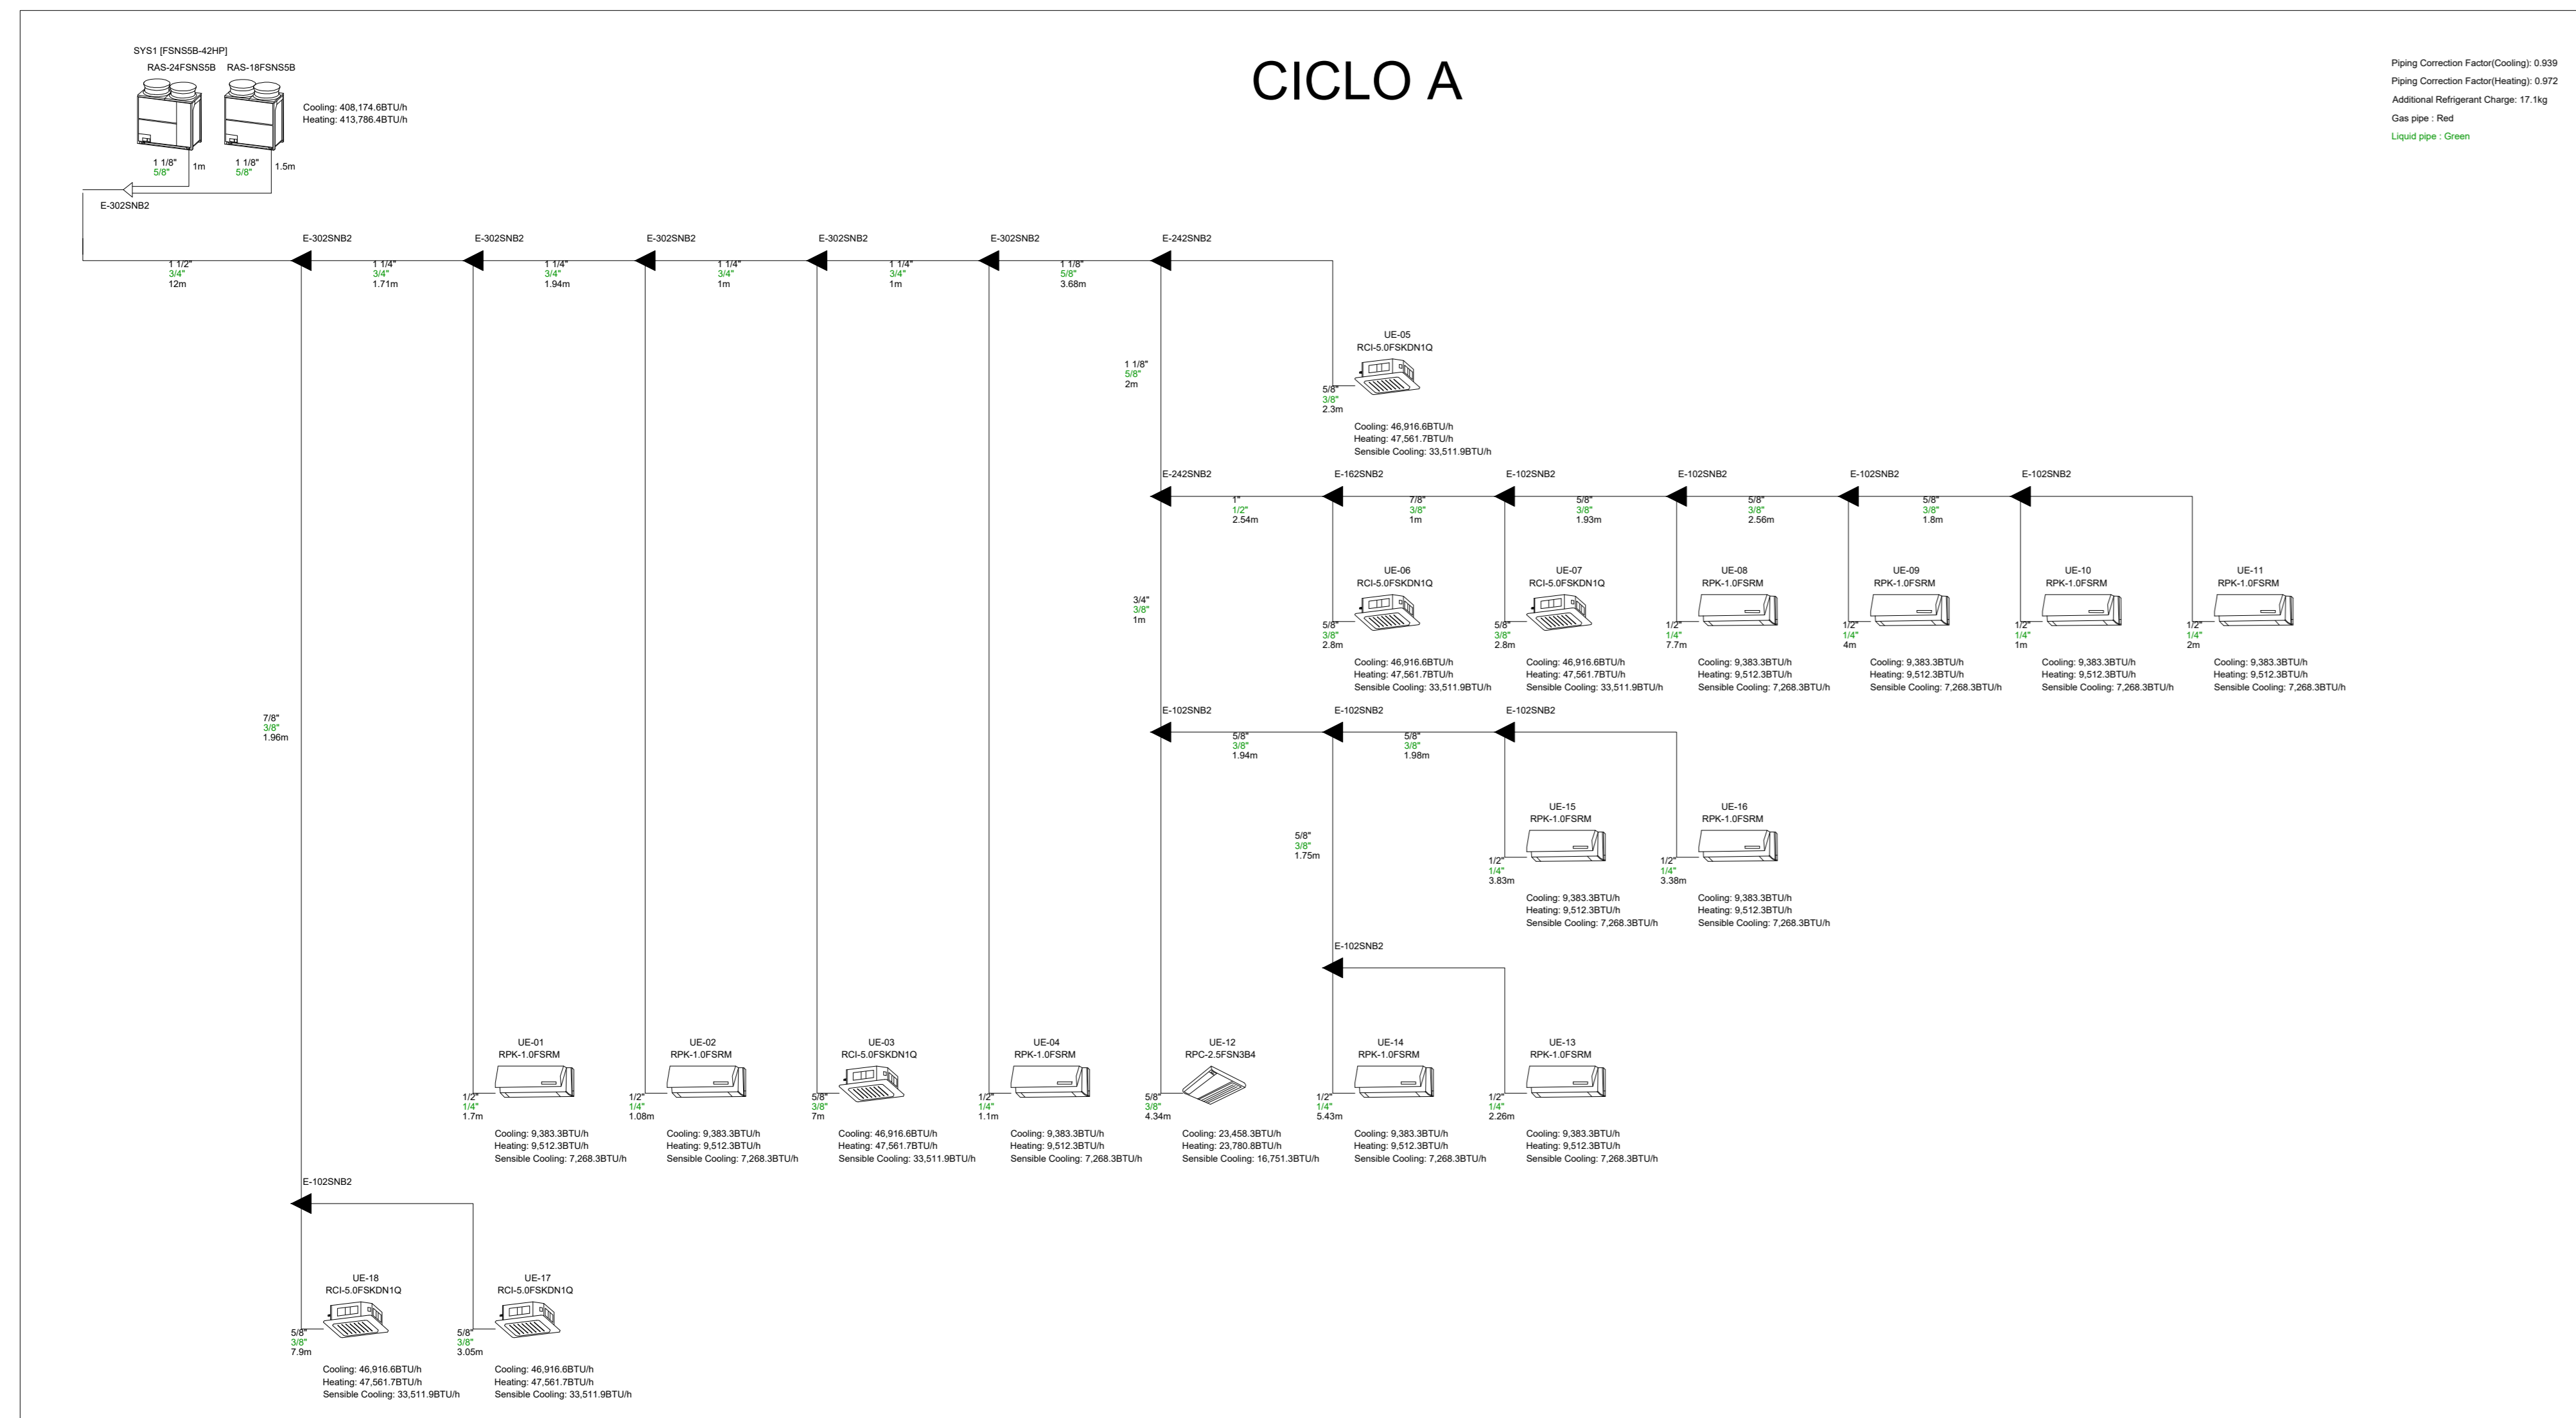 CICLO A
SYS1 [FSNS5B-42HP]
RAS-24FSNS5B
RAS-18FSNS5B
Cooling: 408,174.6BTU/h
Heating: 413,786.4BTU/h
Piping Correction Factor(Cooling): 0.939
Piping Correction Factor(Heating): 0.972
Additional Refrigerant Charge: 17.1kg
Gas pipe : Red
Liquid pipe : Green
1 1/8"
5/8"
1m
1 1/8"
5/8"
1.5m
E-302SNB2
E-302SNB2
E-302SNB2
E-302SNB2
E-302SNB2
E-302SNB2
E-242SNB2
1 1/2"
3/4"
12m
1 1/4"
3/4"
1.71m
1 1/4"
3/4"
1.94m
1 1/4"
3/4"
1m
1 1/4"
3/4"
1m
1 1/8"
5/8"
3.68m
UE-05
RCI-5.0FSKDN1Q
1 1/8"
5/8"
2m
5/8"
3/8"
2.3m
Cooling: 46,916.6BTU/h
Heating: 47,561.7BTU/h
Sensible Cooling: 33,511.9BTU/h
E-242SNB2
E-162SNB2
E-102SNB2
E-102SNB2
E-102SNB2
E-102SNB2
1"
1/2"
2.54m
7/8"
3/8"
1m
5/8"
3/8"
1.93m
5/8"
3/8"
2.56m
5/8"
3/8"
1.8m
3/4"
3/8"
1m
UE-06
RCI-5.0FSKDN1Q
5/8"
3/8"
2.8m
Cooling: 46,916.6BTU/h
Heating: 47,561.7BTU/h
Sensible Cooling: 33,511.9BTU/h
UE-07
RCI-5.0FSKDN1Q
5/8"
3/8"
2.8m
Cooling: 46,916.6BTU/h
Heating: 47,561.7BTU/h
Sensible Cooling: 33,511.9BTU/h
UE-08
RPK-1.0FSRM
1/2"
1/4"
7.7m
Cooling: 9,383.3BTU/h
Heating: 9,512.3BTU/h
Sensible Cooling: 7,268.3BTU/h
UE-09
RPK-1.0FSRM
1/2"
1/4"
4m
Cooling: 9,383.3BTU/h
Heating: 9,512.3BTU/h
Sensible Cooling: 7,268.3BTU/h
UE-10
RPK-1.0FSRM
1/2"
1/4"
1m
Cooling: 9,383.3BTU/h
Heating: 9,512.3BTU/h
Sensible Cooling: 7,268.3BTU/h
UE-11
RPK-1.0FSRM
1/2"
1/4"
2m
Cooling: 9,383.3BTU/h
Heating: 9,512.3BTU/h
Sensible Cooling: 7,268.3BTU/h
7/8"
3/8"
1.96m
E-102SNB2
E-102SNB2
E-102SNB2
5/8"
3/8"
1.94m
5/8"
3/8"
1.98m
5/8"
3/8"
1.75m
UE-15
RPK-1.0FSRM
1/2"
1/4"
3.83m
Cooling: 9,383.3BTU/h
Heating: 9,512.3BTU/h
Sensible Cooling: 7,268.3BTU/h
UE-16
RPK-1.0FSRM
1/2"
1/4"
3.38m
Cooling: 9,383.3BTU/h
Heating: 9,512.3BTU/h
Sensible Cooling: 7,268.3BTU/h
E-102SNB2
UE-01
RPK-1.0FSRM
1/2"
1/4"
1.7m
Cooling: 9,383.3BTU/h
Heating: 9,512.3BTU/h
Sensible Cooling: 7,268.3BTU/h
UE-02
RPK-1.0FSRM
1/2"
1/4"
1.08m
Cooling: 9,383.3BTU/h
Heating: 9,512.3BTU/h
Sensible Cooling: 7,268.3BTU/h
UE-03
RCI-5.0FSKDN1Q
5/8"
3/8"
7m
Cooling: 46,916.6BTU/h
Heating: 47,561.7BTU/h
Sensible Cooling: 33,511.9BTU/h
UE-04
RPK-1.0FSRM
1/2"
1/4"
1.1m
Cooling: 9,383.3BTU/h
Heating: 9,512.3BTU/h
Sensible Cooling: 7,268.3BTU/h
UE-12
RPC-2.5FSN3B4
5/8"
3/8"
4.34m
Cooling: 23,458.3BTU/h
Heating: 23,780.8BTU/h
Sensible Cooling: 16,751.3BTU/h
UE-14
RPK-1.0FSRM
1/2"
1/4"
5.43m
Cooling: 9,383.3BTU/h
Heating: 9,512.3BTU/h
Sensible Cooling: 7,268.3BTU/h
UE-13
RPK-1.0FSRM
1/2"
1/4"
2.26m
Cooling: 9,383.3BTU/h
Heating: 9,512.3BTU/h
Sensible Cooling: 7,268.3BTU/h
E-102SNB2
UE-18
RCI-5.0FSKDN1Q
5/8"
3/8"
7.9m
Cooling: 46,916.6BTU/h
Heating: 47,561.7BTU/h
Sensible Cooling: 33,511.9BTU/h
UE-17
RCI-5.0FSKDN1Q
5/8"
3/8"
3.05m
Cooling: 46,916.6BTU/h
Heating: 47,561.7BTU/h
Sensible Cooling: 33,511.9BTU/h